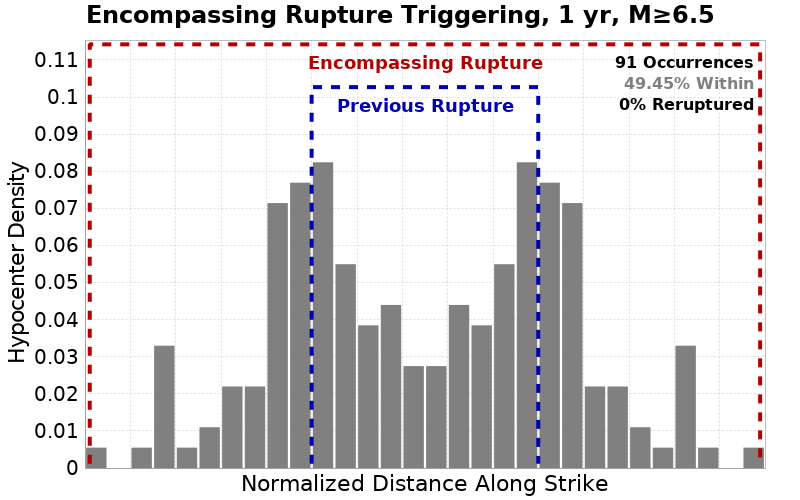 Encompassing Rupture Triggering, 1 yr, M≥6.5
Encompassing Rupture
Previous Rupture
91 Occurrences
49.45% Within
0% Reruptured
Hypocenter Density
0.11
0.1
0.09
0.08
0.07
0.06
0.05
0.04
0.03
0.02
0.01
0
Normalized Distance Along Strike